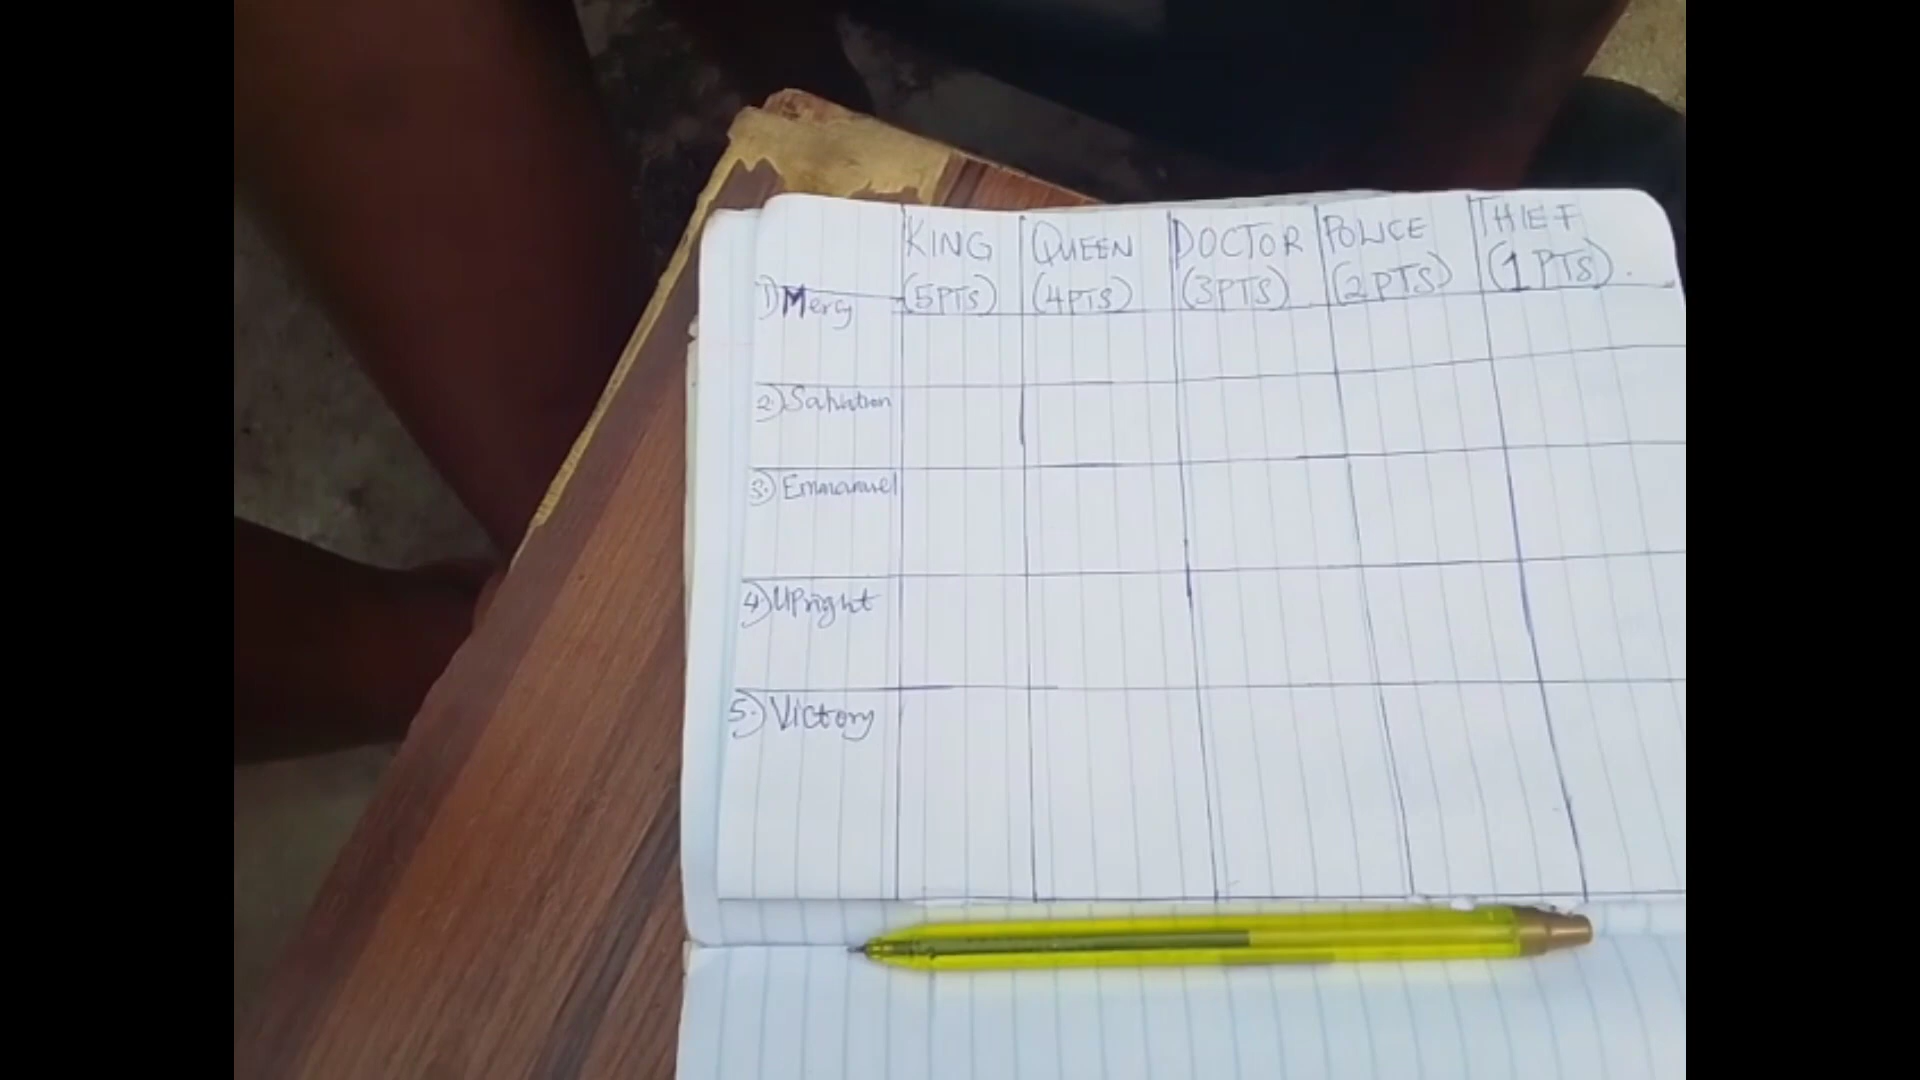 KING QUEEN DOCTOR POLICE THIEF
(5PTS) (4PTS) (3PTS) (2PTS) (1PTS).
1) Mercy
2) Salvation
3.) Emmanuel
4.) Upright
5.) Victory